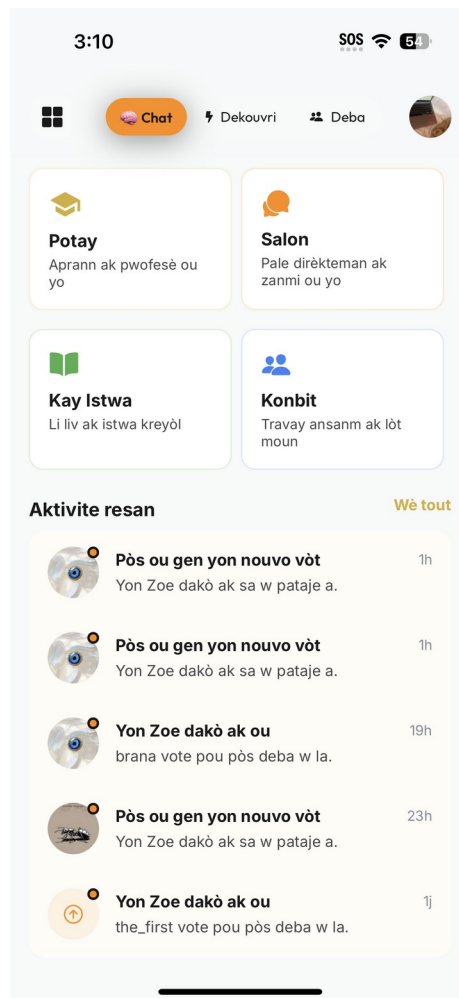 3:10
SOS
54
Chat
Dekouvri
Deba
Potay
Aprann ak pwofesè ou
yo
Salon
Pale dirèkteman ak
zanmi ou yo
Kay Istwa
Li liv ak istwa kreyòl
Konbit
Travay ansanm ak lòt
moun
Aktivite resan
Wè tout
Pòs ou gen yon nouvo vòt
1h
Yon Zoe dakò ak sa w pataje a.
Pòs ou gen yon nouvo vòt
1h
Yon Zoe dakò ak sa w pataje a.
Yon Zoe dakò ak ou
19h
brana vote pou pòs deba w la.
Pòs ou gen yon nouvo vòt
23h
Yon Zoe dakò ak sa w pataje a.
Yon Zoe dakò ak ou
1j
the_first vote pou pòs deba w la.